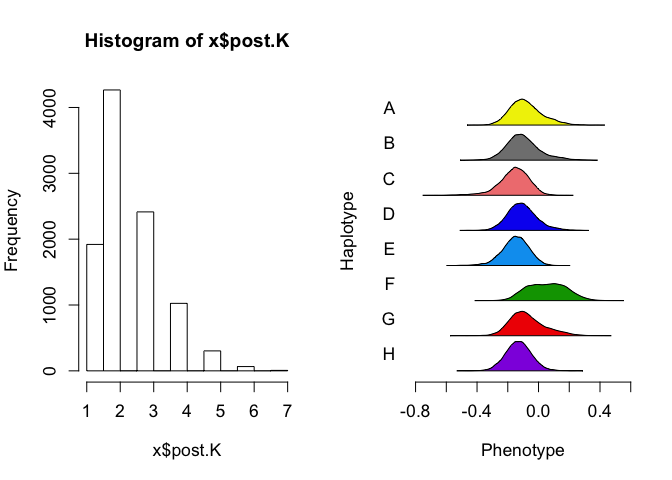 Histogram of x$post.K
Frequency
4000
3000
2000
1000
0
1 2 3 4 5 6 7
x$post.K
Haplotype
A
B
C
D
E
F
G
H
-0.8 -0.4 0.0 0.4
Phenotype